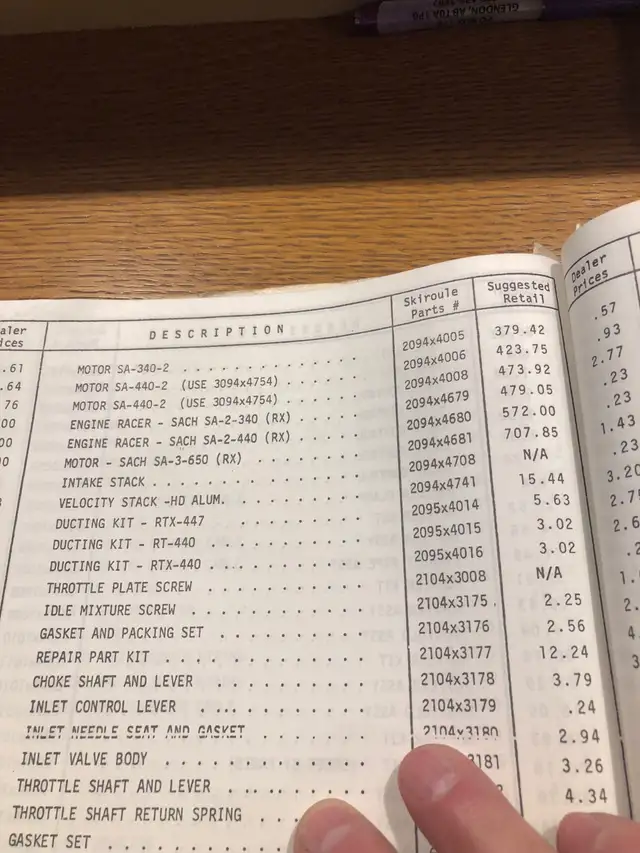 GLENDON, AB T0A 1P0
DESCRIPTION Skiroule Parts # Suggested Retail
.61 MOTOR SA-340-2 . . . . . . . . . . . . . 2094x4005 379.42
.64 MOTOR SA-440-2 (USE 3094x4754) . . . . . 2094x4006 423.75
76 MOTOR SA-440-2 (USE 3094x4754) . . . . . 2094x4008 473.92
00 ENGINE RACER - SACH SA-2-340 (RX) . . . . 2094x4679 479.05
00 ENGINE RACER - SACH SA-2-440 (RX) . . . . 2094x4680 572.00
MOTOR - SACH SA-3-650 (RX) . . . . . . . 2094x4681 707.85
INTAKE STACK . . . . . . . . . . . . . . 2094x4708 N/A
VELOCITY STACK -HD ALUM. . . . . . . . . 2094x4741 15.44
DUCTING KIT - RTX-447 . . . . . . . . . . 2095x4014 5.63
DUCTING KIT - RT-440 . . . . . . . . . . 2095x4015 3.02
DUCTING KIT - RTX-440 . . . . . . . . . . 2095x4016 3.02
THROTTLE PLATE SCREW . . . . . . . . . . 2104x3008 N/A
IDLE MIXTURE SCREW . . . . . . . . . . . 2104x3175 2.25
GASKET AND PACKING SET . . . . . . . . . 2104x3176 2.56
REPAIR PART KIT . . . . . . . . . . . . . 2104x3177 12.24
CHOKE SHAFT AND LEVER . . . . . . . . . . 2104x3178 3.79
INLET CONTROL LEVER . . . . . . . . . . . 2104x3179 .24
INLET NEEDLE SEAT AND GASKET . . . . . . 2104x3180 2.94
INLET VALVE BODY . . . . . . . . . . 3181 3.26
THROTTLE SHAFT AND LEVER . . . . . . 4.34
THROTTLE SHAFT RETURN SPRING . . .
GASKET SET . . . . . . . .
Dealer Prices
.57
.93
2.77
.23
.23
1.43
.23
3.20